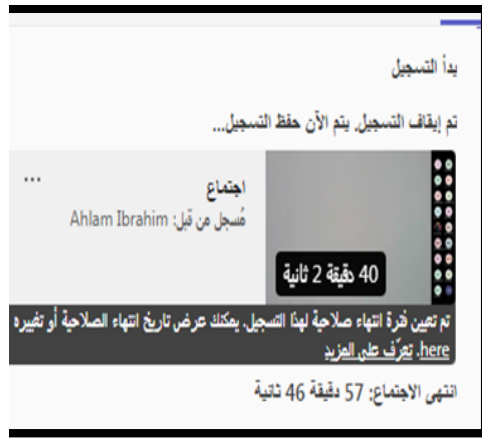 بدأ التسجيل
تم إيقاف التسجيل. يتم الآن حفظ التسجيل...
...
اجتماع
مُسجل من قبل: Ahlam Ibrahim
40 دقيقة 2 ثانية
تم تعيين فترة انتهاء صلاحية لهذا التسجيل. يمكنك عرض تاريخ انتهاء الصلاحية أو تغييره
here. تعرّف على المزيد
انتهى الاجتماع: 57 دقيقة 46 ثانية